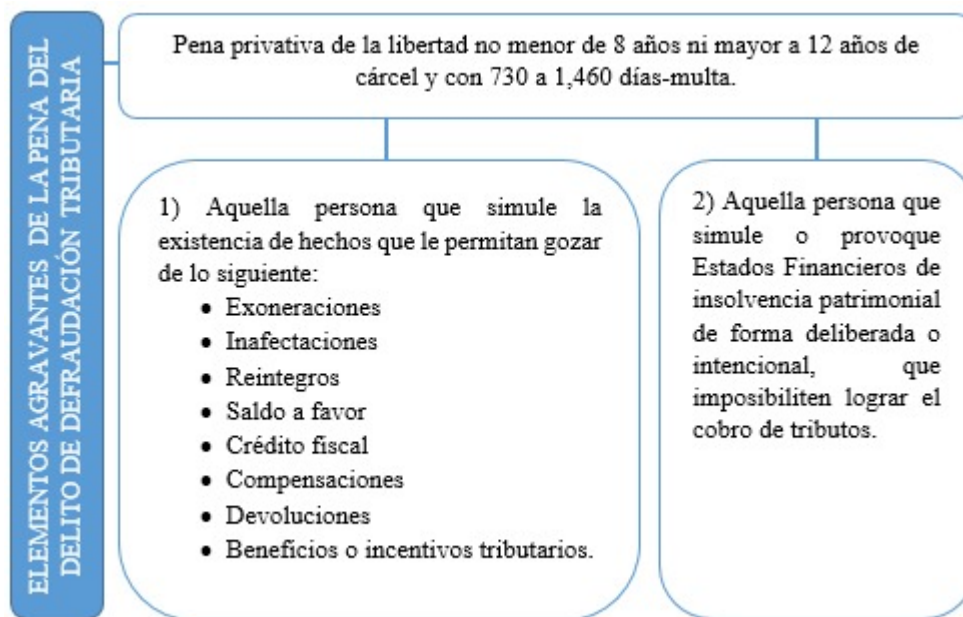 ELEMENTOS AGRAVANTES DE LA PENA DEL
DELITO DE DEFRAUDACIÓN TRIBUTARIA
Pena privativa de la libertad no menor de 8 años ni mayor a 12 años de
cárcel y con 730 a 1,460 días-multa.
1) Aquella persona que simule la
existencia de hechos que le permitan gozar
de lo siguiente:
• Exoneraciones
• Inafectaciones
• Reintegros
• Saldo a favor
• Crédito fiscal
• Compensaciones
• Devoluciones
• Beneficios o incentivos tributarios.
2) Aquella persona que
simule o provoque
Estados Financieros de
insolvencia patrimonial
de forma deliberada o
intencional, que
imposibiliten lograr el
cobro de tributos.